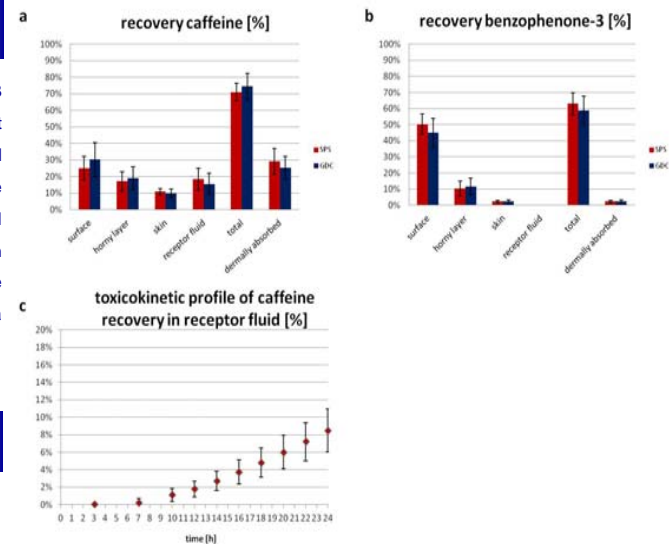 a
recovery caffeine [%]
100%
90%
80%
70%
60%
50%
40%
30%
20%
10%
0%
surface
horny layer
skin
receptor fluid
total
dermally absorbed
SPS
GDC
b
recovery benzophenone-3 [%]
100%
90%
80%
70%
60%
50%
40%
30%
20%
10%
0%
surface
horny layer
skin
receptor fluid
total
dermally absorbed
SPS
GDC
c
toxicokinetic profile of caffeine
recovery in receptor fluid [%]
20%
18%
16%
14%
12%
10%
8%
6%
4%
2%
0%
0 1 2 3 4 5 6 7 8 9 10 11 12 13 14 15 16 17 18 19 20 21 22 23 24
time [h]